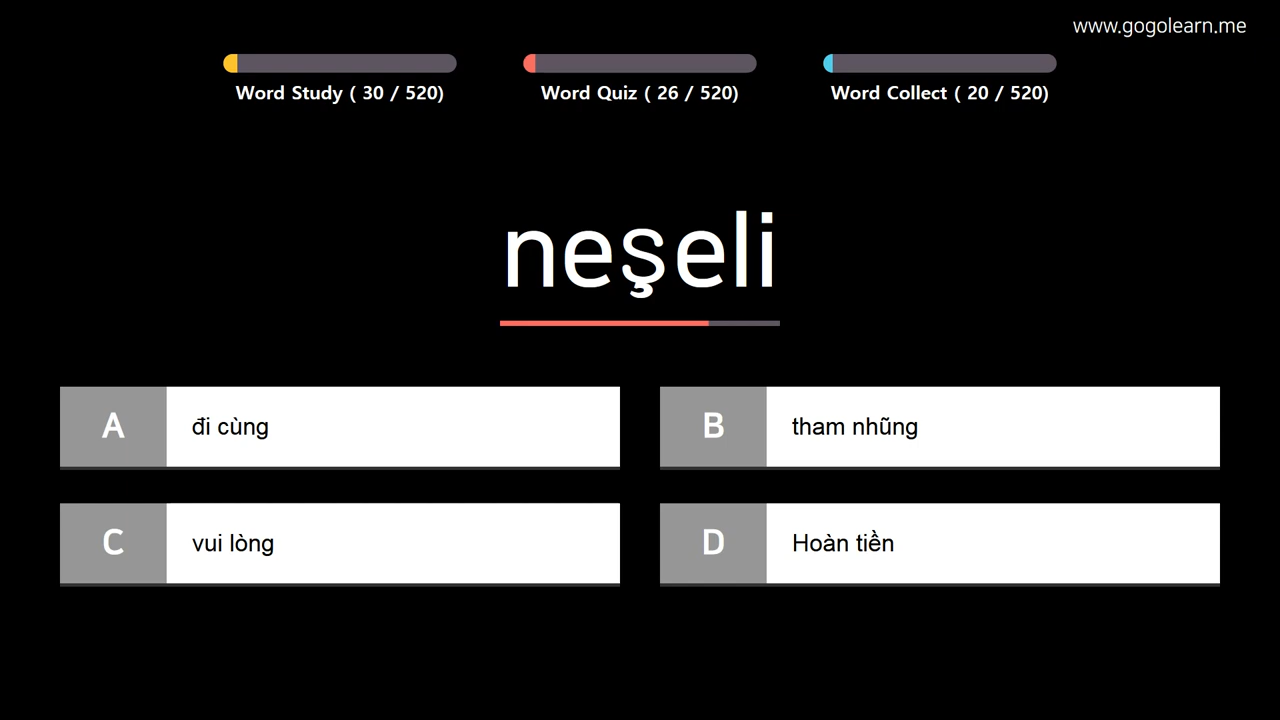 www.gogolearn.me
Word Study ( 30 / 520)
Word Quiz ( 26 / 520)
Word Collect ( 20 / 520)
neşeli
A
đi cùng
B
tham nhũng
C
vui lòng
D
Hoàn tiền